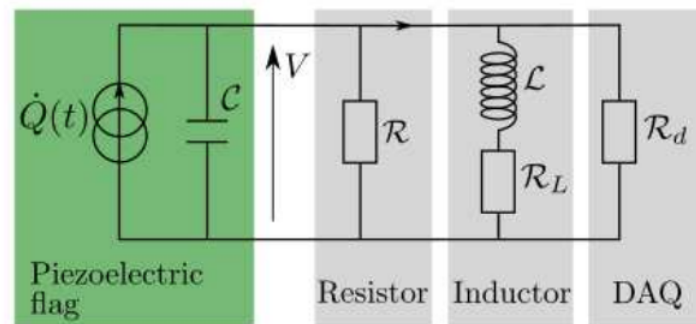 Q̇(t)
𝒞
V
ℛ
ℒ
ℛ_L
ℛ_d
Piezoelectric
flag
Resistor
Inductor
DAQ